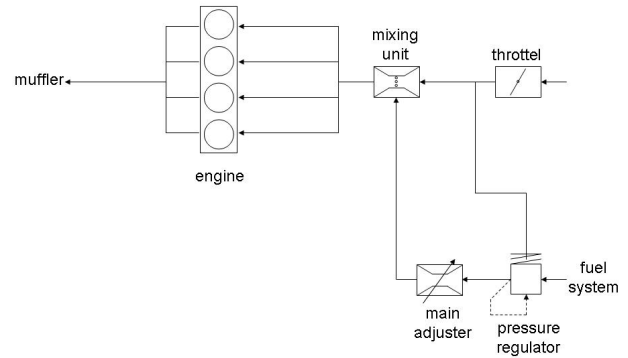 mixing
unit
throttel
muffler
engine
fuel
system
main
adjuster
pressure
regulator